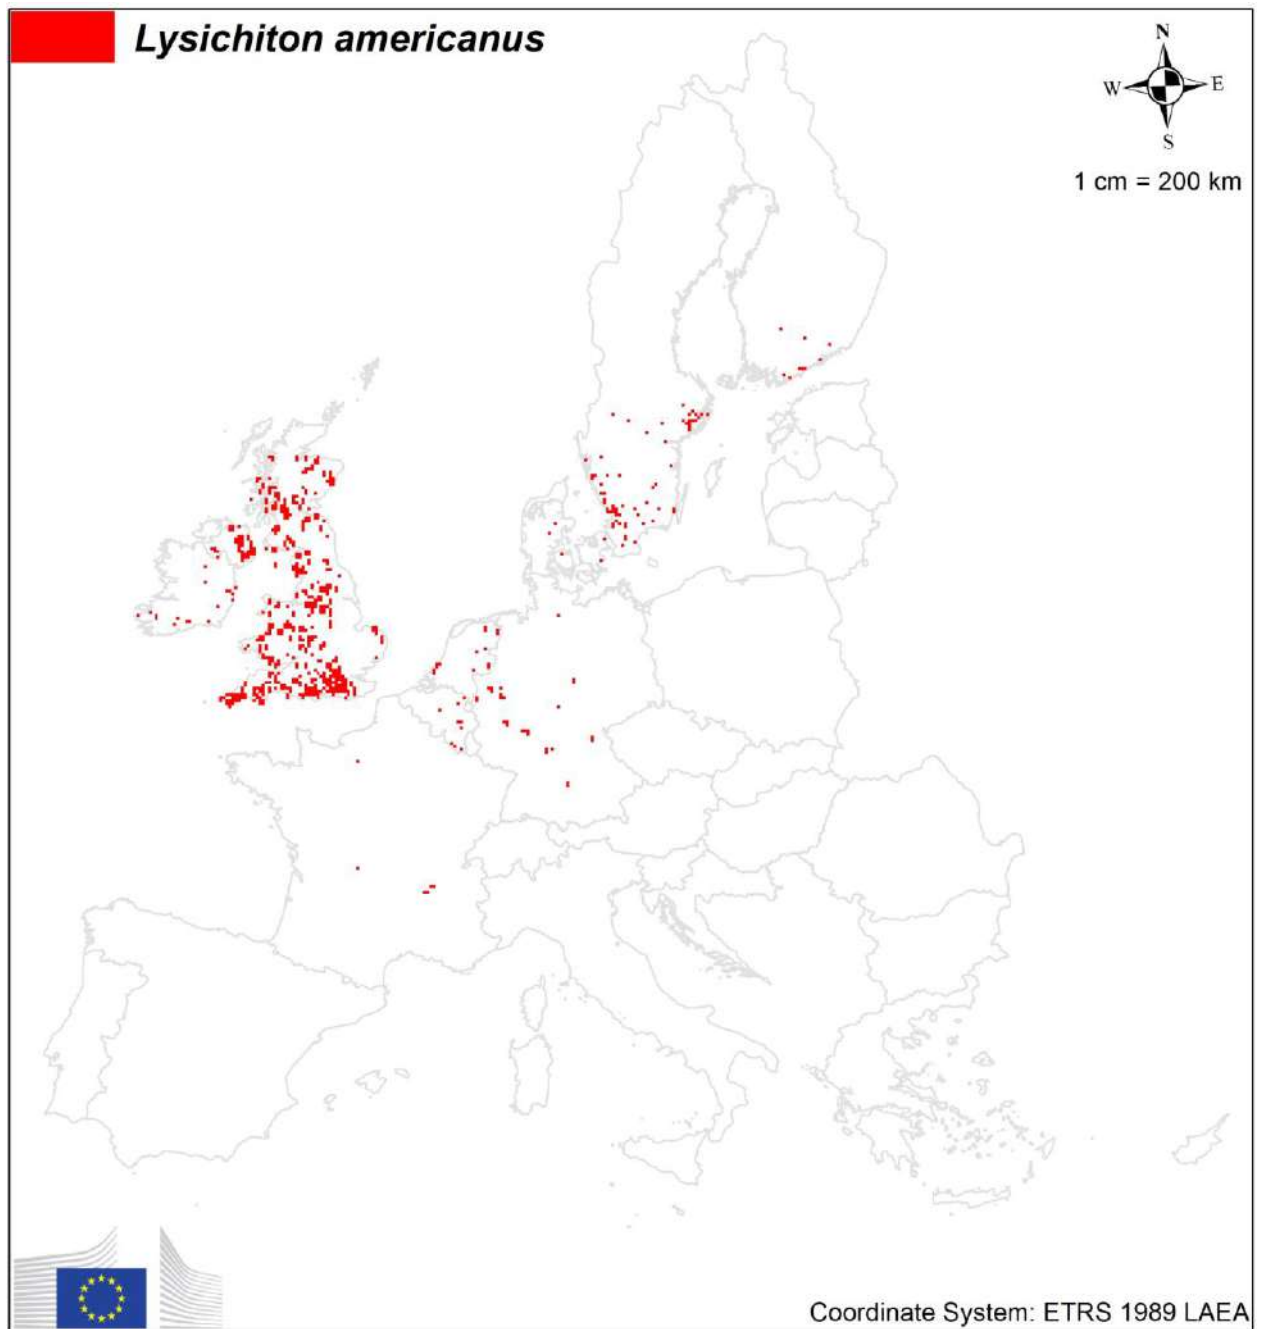 Lysichiton americanus
N
W E
S
1 cm = 200 km
Coordinate System: ETRS 1989 LAEA